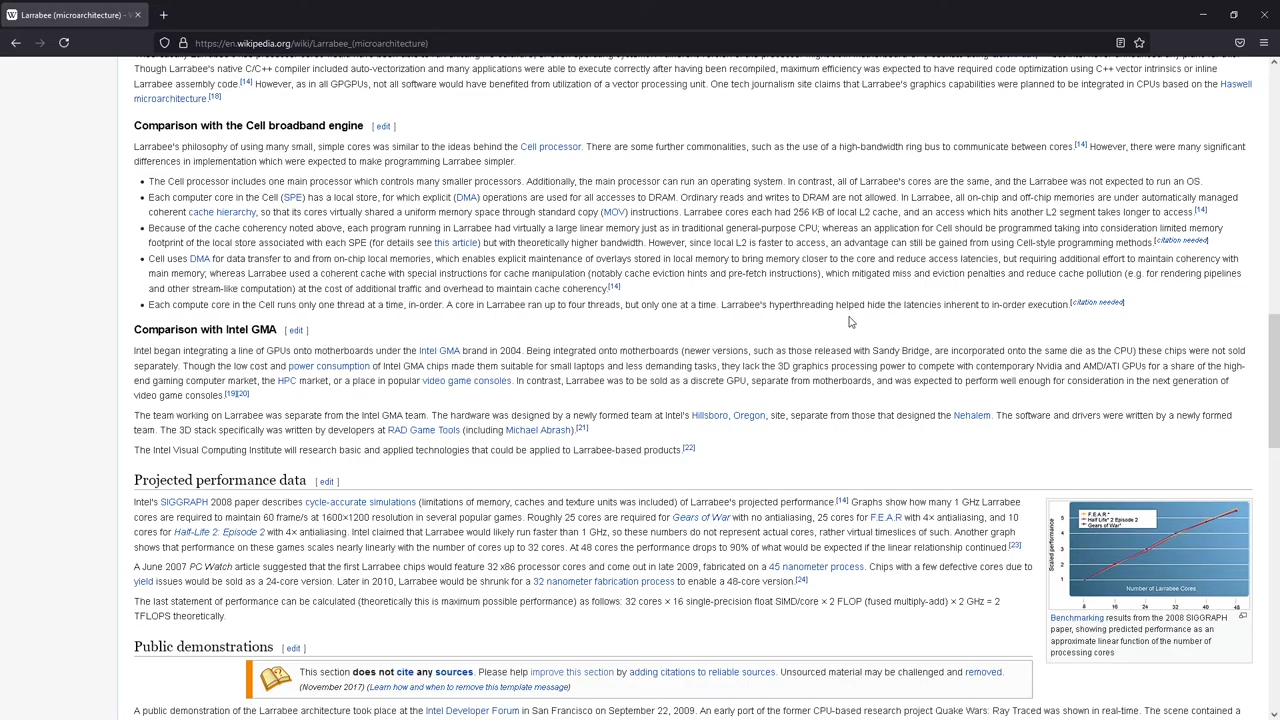 Larrabee (microarchitecture) –
https://en.wikipedia.org/wiki/Larrabee_(microarchitecture)
Though Larrabee's native C/C++ compiler included auto-vectorization and many applications were able to execute correctly after having been recompiled, maximum efficiency was expected to have required code optimization using C++ vector intrinsics or inline
Larrabee assembly code.[14] However, as in all GPGPUs, not all software would have benefited from utilization of a vector processing unit. One tech journalism site claims that Larrabee's graphics capabilities were planned to be integrated in CPUs based on the Haswell
microarchitecture.[18]
Comparison with the Cell broadband engine [ edit ]
Larrabee's philosophy of using many small, simple cores was similar to the ideas behind the Cell processor. There are some further commonalities, such as the use of a high-bandwidth ring bus to communicate between cores.[14] However, there were many significant
differences in implementation which were expected to make programming Larrabee simpler.
• The Cell processor includes one main processor which controls many smaller processors. Additionally, the main processor can run an operating system. In contrast, all of Larrabee's cores are the same, and the Larrabee was not expected to run an OS.
• Each computer core in the Cell (SPE) has a local store, for which explicit (DMA) operations are used for all accesses to DRAM. Ordinary reads and writes to DRAM are not allowed. In Larrabee, all on-chip and off-chip memories are under automatically managed
coherent cache hierarchy, so that its cores virtually shared a uniform memory space through standard copy (MOV) instructions. Larrabee cores each had 256 KB of local L2 cache, and an access which hits another L2 segment takes longer to access.[14]
• Because of the cache coherency noted above, each program running in Larrabee had virtually a large linear memory just as in traditional general-purpose CPU; whereas an application for Cell should be programmed taking into consideration limited memory
footprint of the local store associated with each SPE (for details see this article) but with theoretically higher bandwidth. However, since local L2 is faster to access, an advantage can still be gained from using Cell-style programming methods.[citation needed]
• Cell uses DMA for data transfer to and from on-chip local memories, which enables explicit maintenance of overlays stored in local memory to bring memory closer to the core and reduce access latencies, but requiring additional effort to maintain coherency with
main memory; whereas Larrabee used a coherent cache with special instructions for cache manipulation (notably cache eviction hints and pre-fetch instructions), which mitigated miss and eviction penalties and reduce cache pollution (e.g. for rendering pipelines
and other stream-like computation) at the cost of additional traffic and overhead to maintain cache coherency.[14]
• Each compute core in the Cell runs only one thread at a time, in-order. A core in Larrabee ran up to four threads, but only one at a time. Larrabee's hyperthreading helped hide the latencies inherent to in-order execution.[citation needed]
Comparison with Intel GMA [ edit ]
Intel began integrating a line of GPUs onto motherboards under the Intel GMA brand in 2004. Being integrated onto motherboards (newer versions, such as those released with Sandy Bridge, are incorporated onto the same die as the CPU) these chips were not sold
separately. Though the low cost and power consumption of Intel GMA chips made them suitable for small laptops and less demanding tasks, they lack the 3D graphics processing power to compete with contemporary Nvidia and AMD/ATI GPUs for a share of the high-
end gaming computer market, the HPC market, or a place in popular video game consoles. In contrast, Larrabee was to be sold as a discrete GPU, separate from motherboards, and was expected to perform well enough for consideration in the next generation of
video game consoles.[19][20]
The team working on Larrabee was separate from the Intel GMA team. The hardware was designed by a newly formed team at Intel's Hillsboro, Oregon, site, separate from those that designed the Nehalem. The software and drivers were written by a newly formed
team. The 3D stack specifically was written by developers at RAD Game Tools (including Michael Abrash).[21]
The Intel Visual Computing Institute will research basic and applied technologies that could be applied to Larrabee-based products.[22]
Projected performance data [ edit ]
Intel's SIGGRAPH 2008 paper describes cycle-accurate simulations (limitations of memory, caches and texture units was included) of Larrabee's projected performance.[14] Graphs show how many 1 GHz Larrabee
cores are required to maintain 60 frame/s at 1600×1200 resolution in several popular games. Roughly 25 cores are required for Gears of War with no antialiasing, 25 cores for F.E.A.R with 4× antialiasing, and 10
cores for Half-Life 2: Episode 2 with 4× antialiasing. Intel claimed that Larrabee would likely run faster than 1 GHz, so these numbers do not represent actual cores, rather virtual timeslices of such. Another graph
shows that performance on these games scales nearly linearly with the number of cores up to 32 cores. At 48 cores the performance drops to 90% of what would be expected if the linear relationship continued.[23]
A June 2007 PC Watch article suggested that the first Larrabee chips would feature 32 x86 processor cores and come out in late 2009, fabricated on a 45 nanometer process. Chips with a few defective cores due to
yield issues would be sold as a 24-core version. Later in 2010, Larrabee would be shrunk for a 32 nanometer fabrication process to enable a 48-core version.[24]
The last statement of performance can be calculated (theoretically this is maximum possible performance) as follows: 32 cores × 16 single-precision float SIMD/core × 2 FLOP (fused multiply-add) × 2 GHz = 2
TFLOPS theoretically.
F.E.A.R*
Half Life* 2 Episode 2
Gears of War*
Scaled performance
5
4
3
2
1
Number of Larrabee Cores
8 16 24 32 40 48
Benchmarking results from the 2008 SIGGRAPH
paper, showing predicted performance as an
approximate linear function of the number of
processing cores
Public demonstrations [ edit ]
This section does not cite any sources. Please help improve this section by adding citations to reliable sources. Unsourced material may be challenged and removed.
(November 2017) (Learn how and when to remove this template message)
A public demonstration of the Larrabee architecture took place at the Intel Developer Forum in San Francisco on September 22, 2009. An early port of the former CPU-based research project Quake Wars: Ray Traced was shown in real-time. The scene contained a